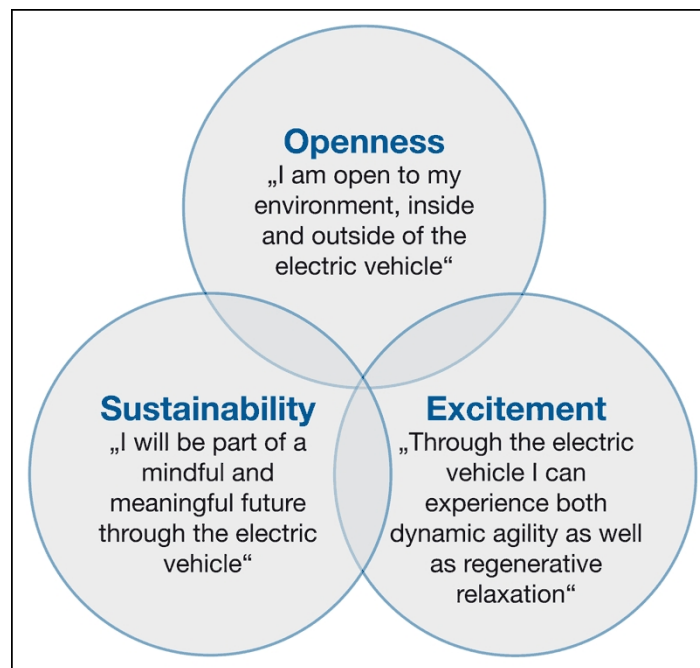 Openness
„I am open to my
environment, inside
and outside of the
electric vehicle“
Sustainability
„I will be part of a
mindful and
meaningful future
through the electric
vehicle“
Excitement
„Through the electric
vehicle I can
experience both
dynamic agility as well
as regenerative
relaxation“